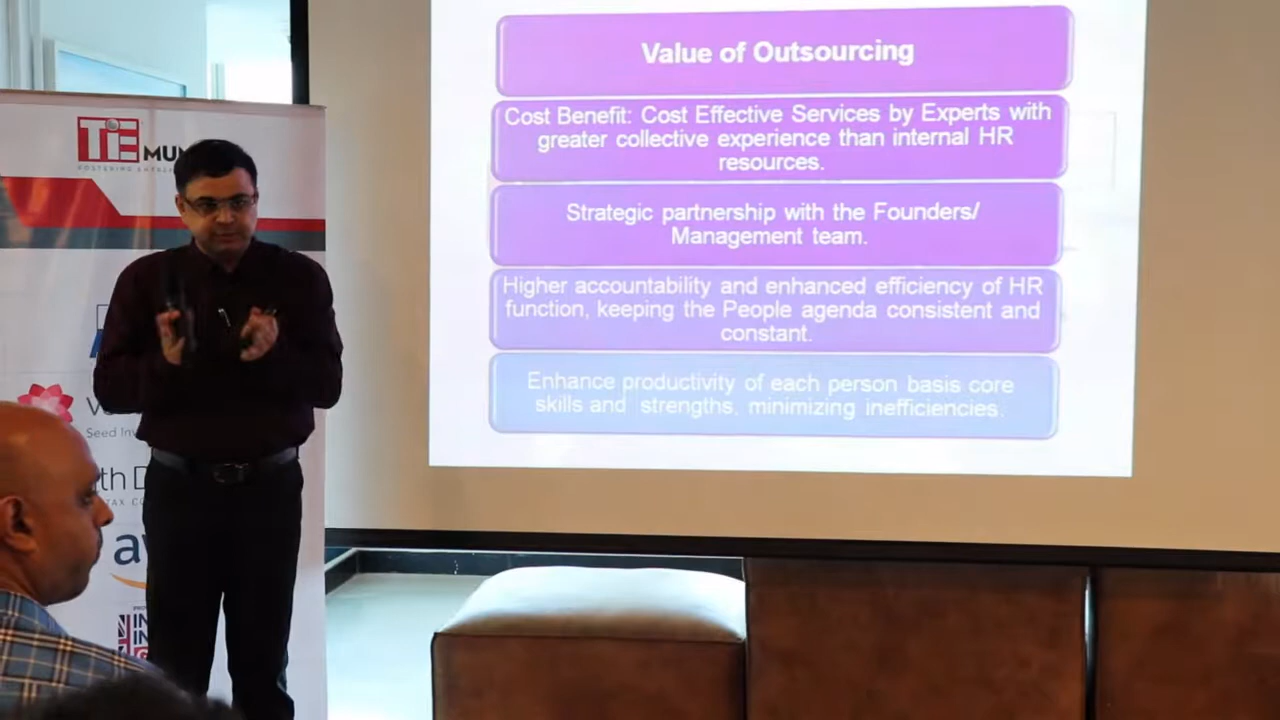 Value of Outsourcing
Cost Benefit: Cost Effective Services by Experts with
greater collective experience than internal HR
resources.
Strategic partnership with the Founders/
Management team.
Higher accountability and enhanced efficiency of HR
function, keeping the People agenda consistent and
constant.
Enhance productivity of each person basis core
skills and strengths, minimizing inefficiencies.
TiE
Seed
TAX